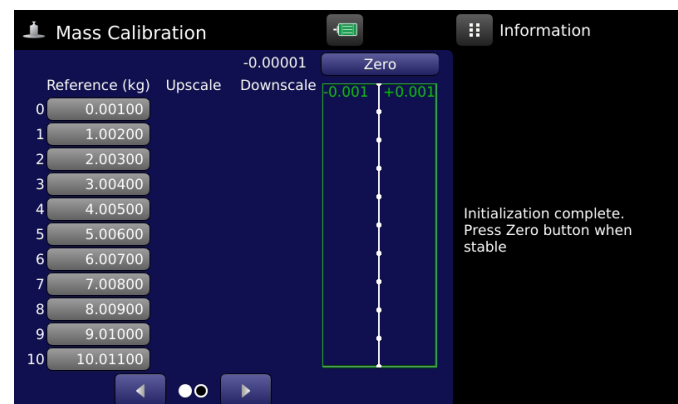 Mass Calibration
Information
-0.00001 Zero
Reference (kg) Upscale Downscale
-0.001 +0.001
0 0.00100
1 1.00200
2 2.00300
3 3.00400
4 4.00500
5 5.00600
6 6.00700
7 7.00800
8 8.00900
9 9.01000
10 10.01100
Initialization complete.
Press Zero button when
stable